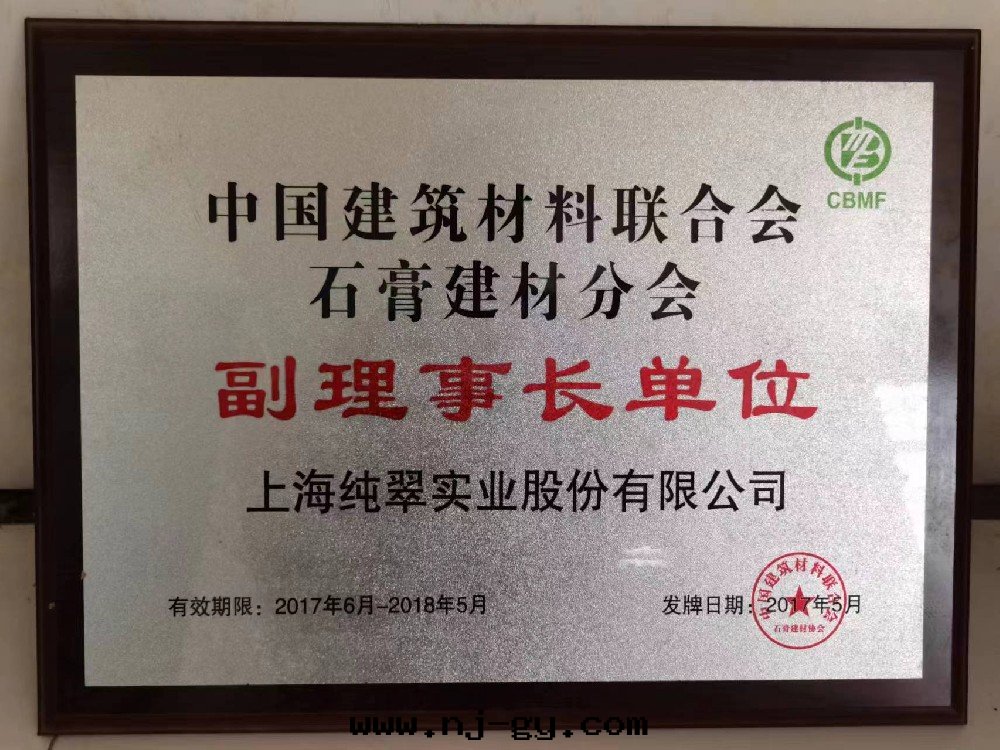 CBMF
中国建筑材料联合会
石膏建材分会
副理事长单位
上海纯翠实业股份有限公司
有效期限：2017年6月-2018年5月
发牌日期：2017年5月
中国建筑材料联合会
石膏建材协会
www.nj-gy.com